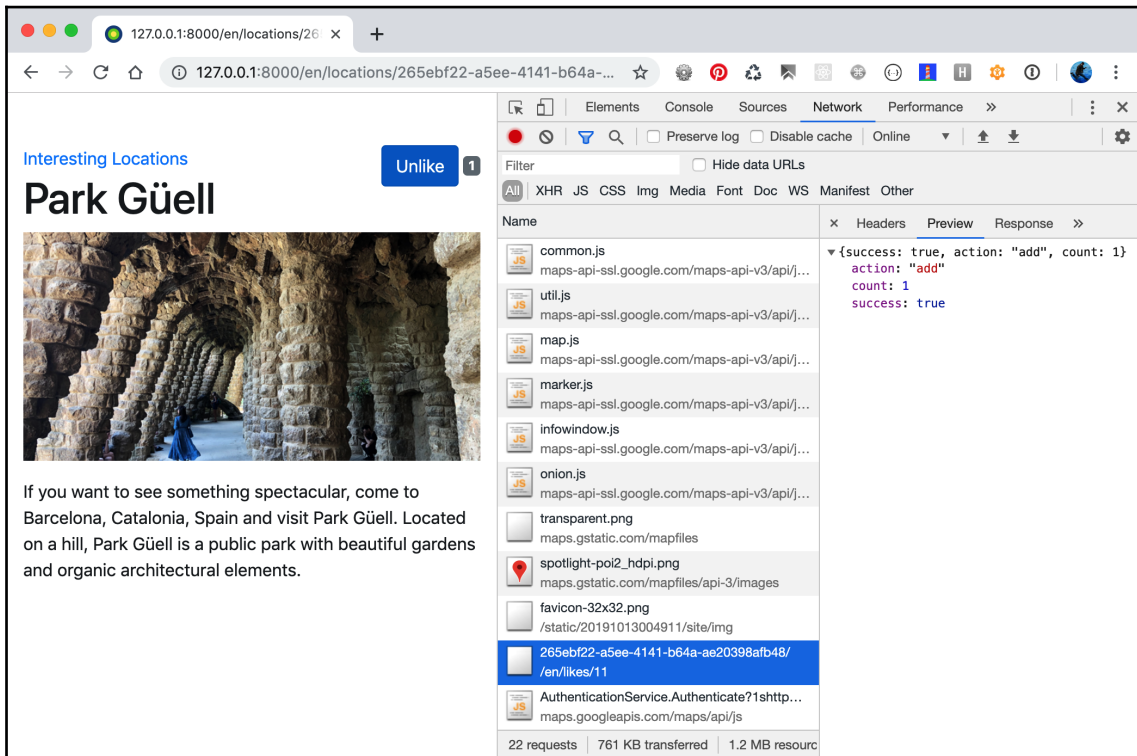 127.0.0.1:8000/en/locations/26
127.0.0.1:8000/en/locations/265ebf22-a5ee-4141-b64a-...
Interesting Locations
Unlike 1
Park Güell
If you want to see something spectacular, come to
Barcelona, Catalonia, Spain and visit Park Güell. Located
on a hill, Park Güell is a public park with beautiful gardens
and organic architectural elements.
Elements Console Sources Network Performance »
Preserve log Disable cache Online
Filter Hide data URLs
All XHR JS CSS Img Media Font Doc WS Manifest Other
Name
common.js
maps-api-ssl.google.com/maps-api-v3/api/j...
util.js
maps-api-ssl.google.com/maps-api-v3/api/j...
map.js
maps-api-ssl.google.com/maps-api-v3/api/j...
marker.js
maps-api-ssl.google.com/maps-api-v3/api/j...
infowindow.js
maps-api-ssl.google.com/maps-api-v3/api/j...
onion.js
maps-api-ssl.google.com/maps-api-v3/api/j...
transparent.png
maps.gstatic.com/mapfiles
spotlight-poi2_hdpi.png
maps.gstatic.com/mapfiles/api-3/images
favicon-32x32.png
/static/20191013004911/site/img
265ebf22-a5ee-4141-b64a-ae20398afb48/
/en/likes/11
AuthenticationService.Authenticate?1shttp...
maps.googleapis.com/maps/api/js
22 requests 761 KB transferred 1.2 MB resourc
Headers Preview Response »
{success: true, action: "add", count: 1}
action: "add"
count: 1
success: true